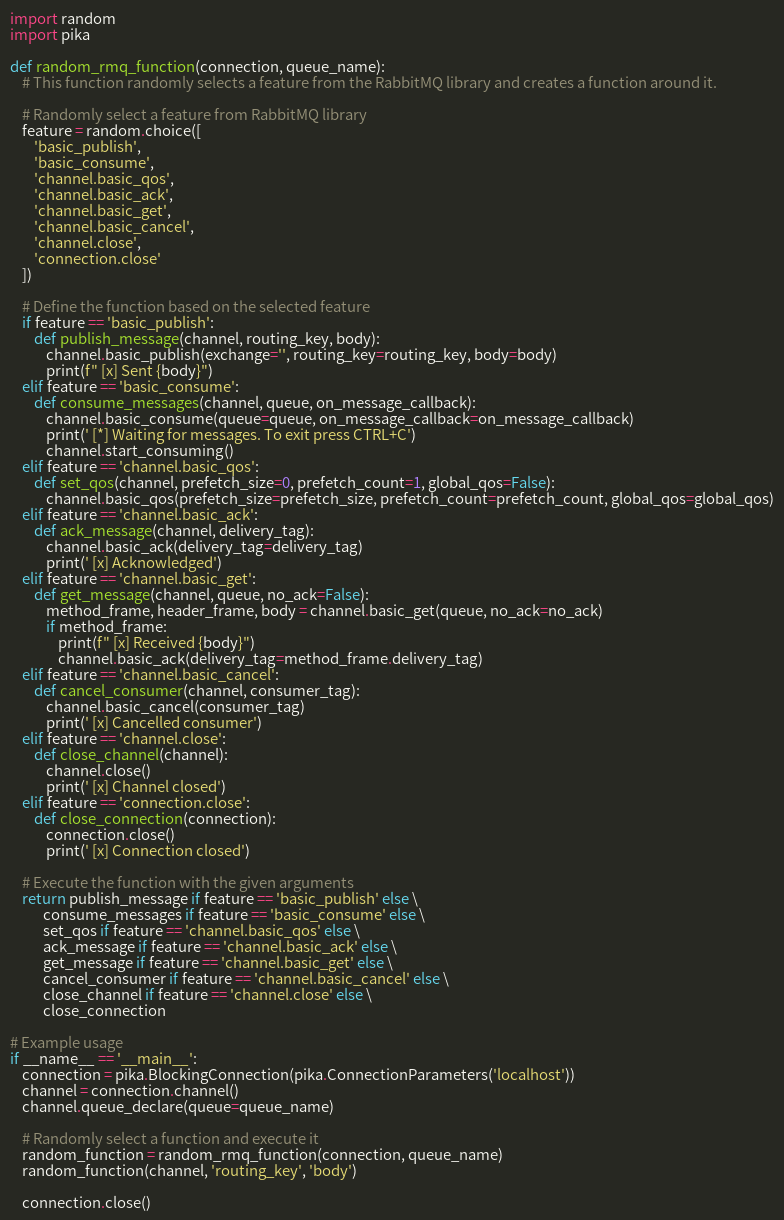 import random
import pika

def random_rmq_function(connection, queue_name):
    # This function randomly selects a feature from the RabbitMQ library and creates a function around it.

    # Randomly select a feature from RabbitMQ library
    feature = random.choice([
        'basic_publish',
        'basic_consume',
        'channel.basic_qos',
        'channel.basic_ack',
        'channel.basic_get',
        'channel.basic_cancel',
        'channel.close',
        'connection.close'
    ])

    # Define the function based on the selected feature
    if feature == 'basic_publish':
        def publish_message(channel, routing_key, body):
            channel.basic_publish(exchange='', routing_key=routing_key, body=body)
            print(f" [x] Sent {body}")
    elif feature == 'basic_consume':
        def consume_messages(channel, queue, on_message_callback):
            channel.basic_consume(queue=queue, on_message_callback=on_message_callback)
            print(' [*] Waiting for messages. To exit press CTRL+C')
            channel.start_consuming()
    elif feature == 'channel.basic_qos':
        def set_qos(channel, prefetch_size=0, prefetch_count=1, global_qos=False):
            channel.basic_qos(prefetch_size=prefetch_size, prefetch_count=prefetch_count, global_qos=global_qos)
    elif feature == 'channel.basic_ack':
        def ack_message(channel, delivery_tag):
            channel.basic_ack(delivery_tag=delivery_tag)
            print(' [x] Acknowledged')
    elif feature == 'channel.basic_get':
        def get_message(channel, queue, no_ack=False):
            method_frame, header_frame, body = channel.basic_get(queue, no_ack=no_ack)
            if method_frame:
                print(f" [x] Received {body}")
                channel.basic_ack(delivery_tag=method_frame.delivery_tag)
    elif feature == 'channel.basic_cancel':
        def cancel_consumer(channel, consumer_tag):
            channel.basic_cancel(consumer_tag)
            print(' [x] Cancelled consumer')
    elif feature == 'channel.close':
        def close_channel(channel):
            channel.close()
            print(' [x] Channel closed')
    elif feature == 'connection.close':
        def close_connection(connection):
            connection.close()
            print(' [x] Connection closed')

    # Execute the function with the given arguments
    return publish_message if feature == 'basic_publish' else \
           consume_messages if feature == 'basic_consume' else \
           set_qos if feature == 'channel.basic_qos' else \
           ack_message if feature == 'channel.basic_ack' else \
           get_message if feature == 'channel.basic_get' else \
           cancel_consumer if feature == 'channel.basic_cancel' else \
           close_channel if feature == 'channel.close' else \
           close_connection

# Example usage
if __name__ == '__main__':
    connection = pika.BlockingConnection(pika.ConnectionParameters('localhost'))
    channel = connection.channel()
    channel.queue_declare(queue=queue_name)

    # Randomly select a function and execute it
    random_function = random_rmq_function(connection, queue_name)
    random_function(channel, 'routing_key', 'body')

    connection.close()